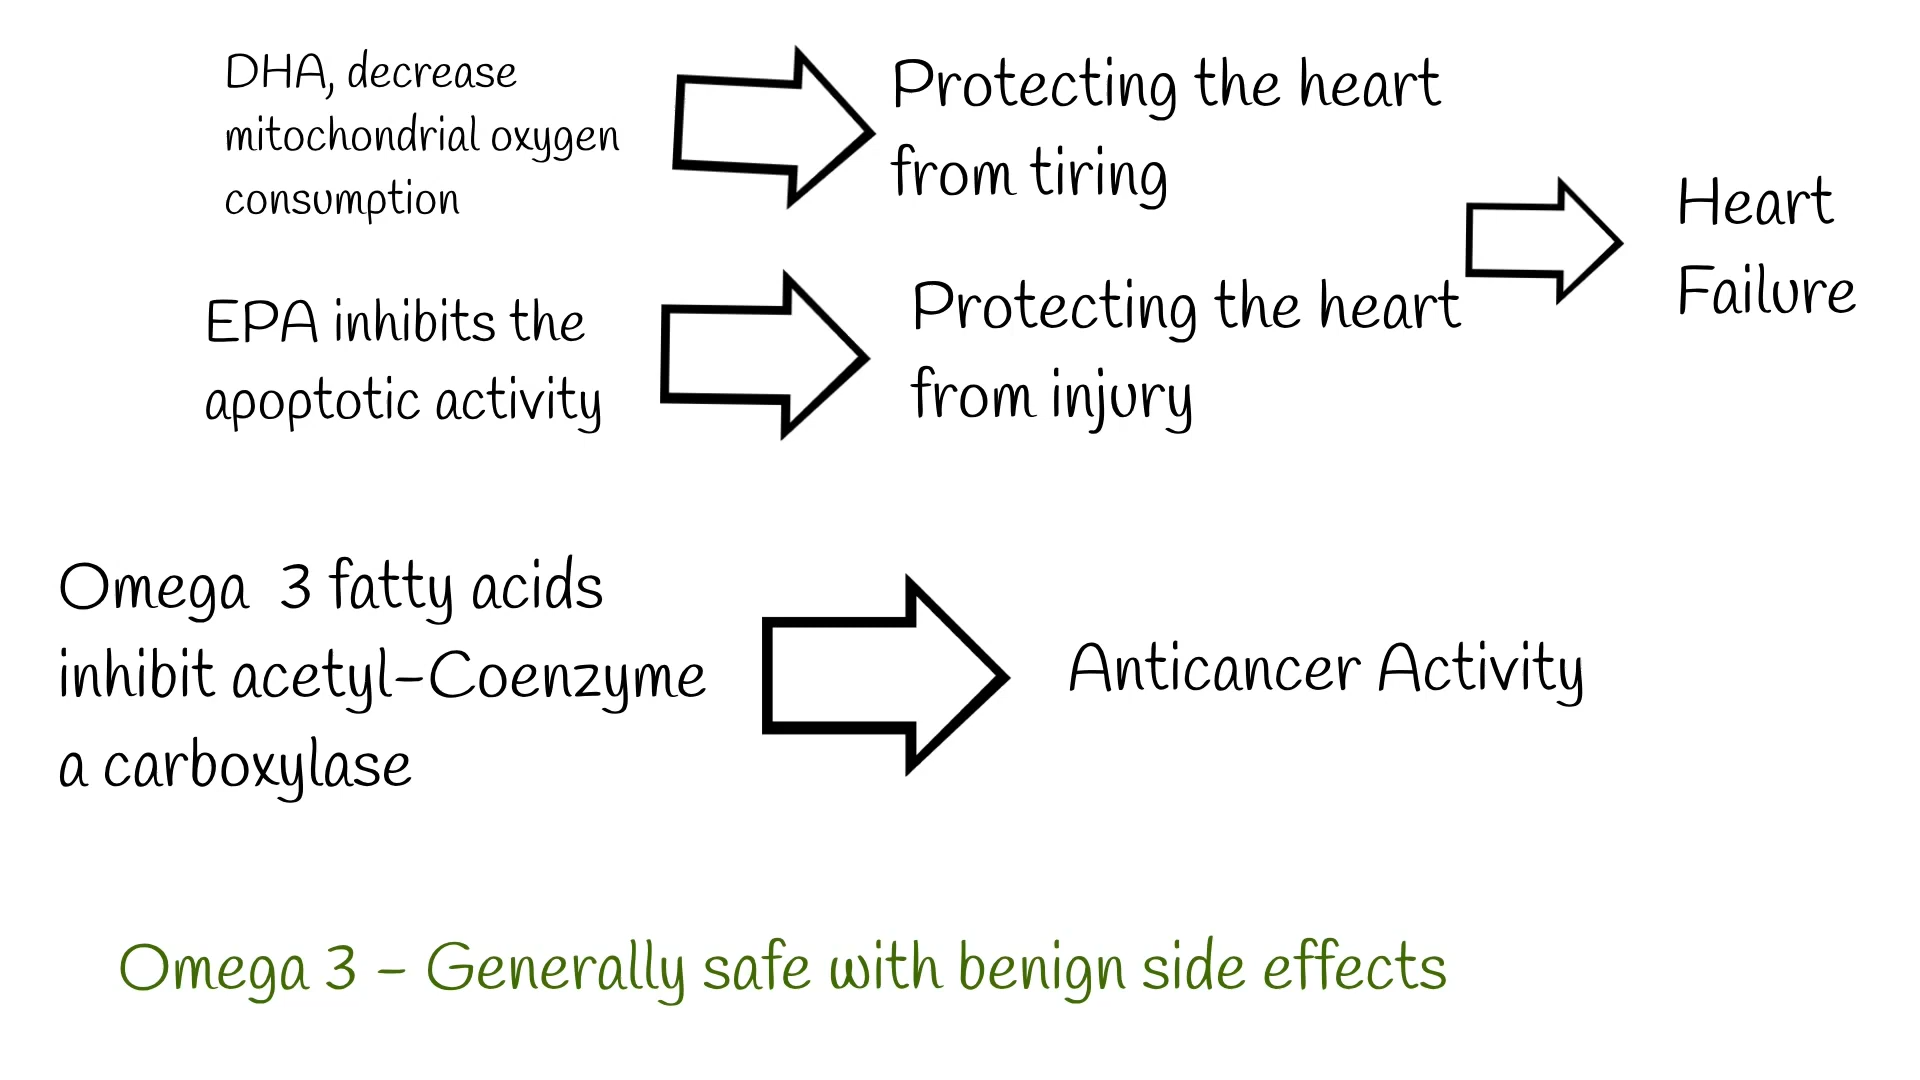 DHA, decrease
mitochondrial oxygen
consumption
Protecting the heart
from tiring
EPA inhibits the
apoptotic activity
Protecting the heart
from injury
Heart
Failure
Omega 3 fatty acids
inhibit acetyl-Coenzyme
a carboxylase
Anticancer Activity
Omega 3 - Generally safe with benign side effects